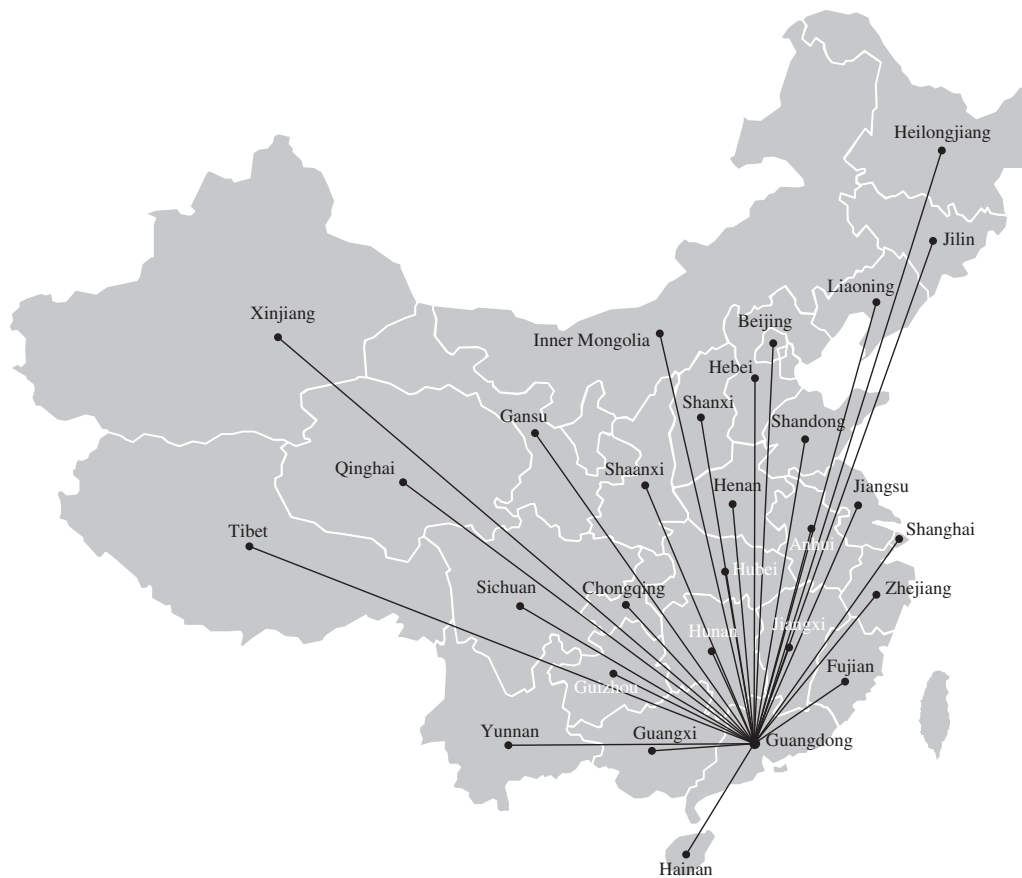 Heilongjiang
Jilin
Liaoning
Xinjiang
Beijing
Inner Mongolia
Hebei
Shanxi
Gansu
Shandong
Qinghai
Shaanxi
Henan
Jiangsu
Tibet
Shanghai
Anhui
Hubei
Sichuan
Chongqing
Zhejiang
Hunan
Jiangxi
Fujian
Guizhou
Yunnan
Guangxi
Guangdong
Hainan